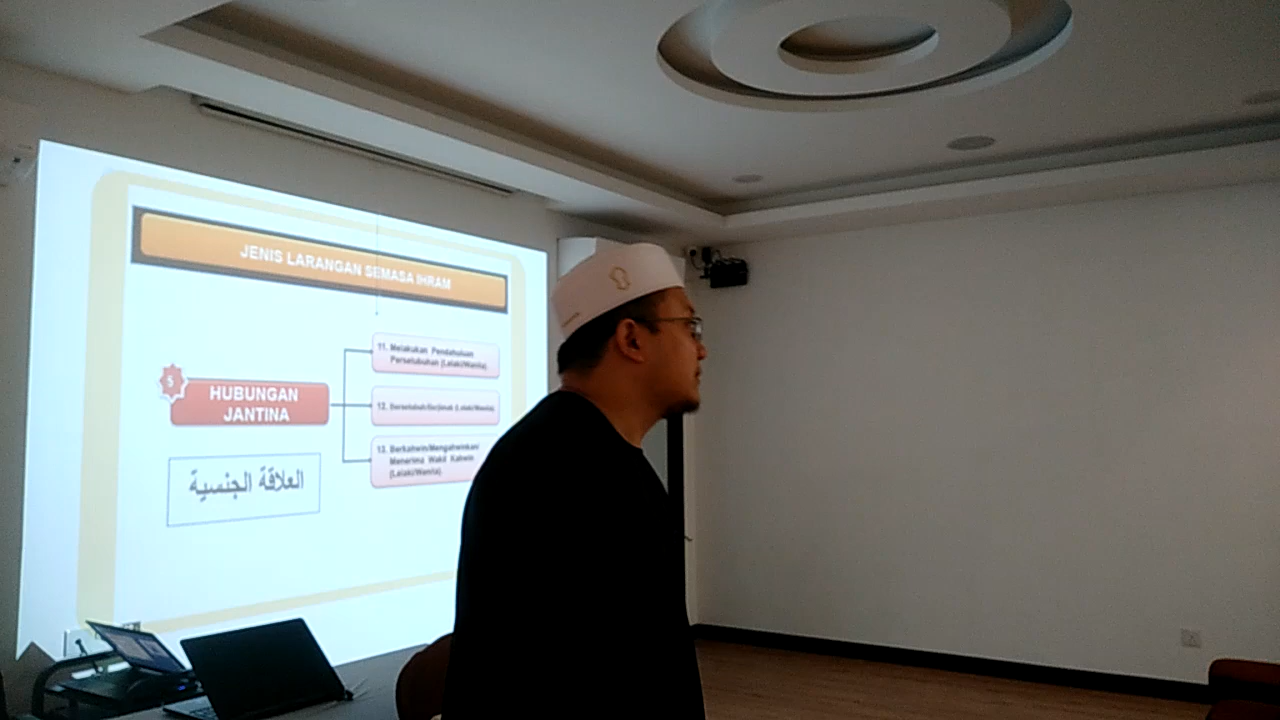 JENIS LARANGAN SEMASA IHRAM
5
HUBUNGAN
JANTINA
العلاقة الجنسية
11. Melakukan Pendahuluan
Persetubuhan (Lelaki/Wanita)
12. Bersetubuh/Berjimak (Lelaki/Wanita)
13. Berkahwin/Mengahwinkan/
Menerima Wakil Kahwin
(Lelaki/Wanita)